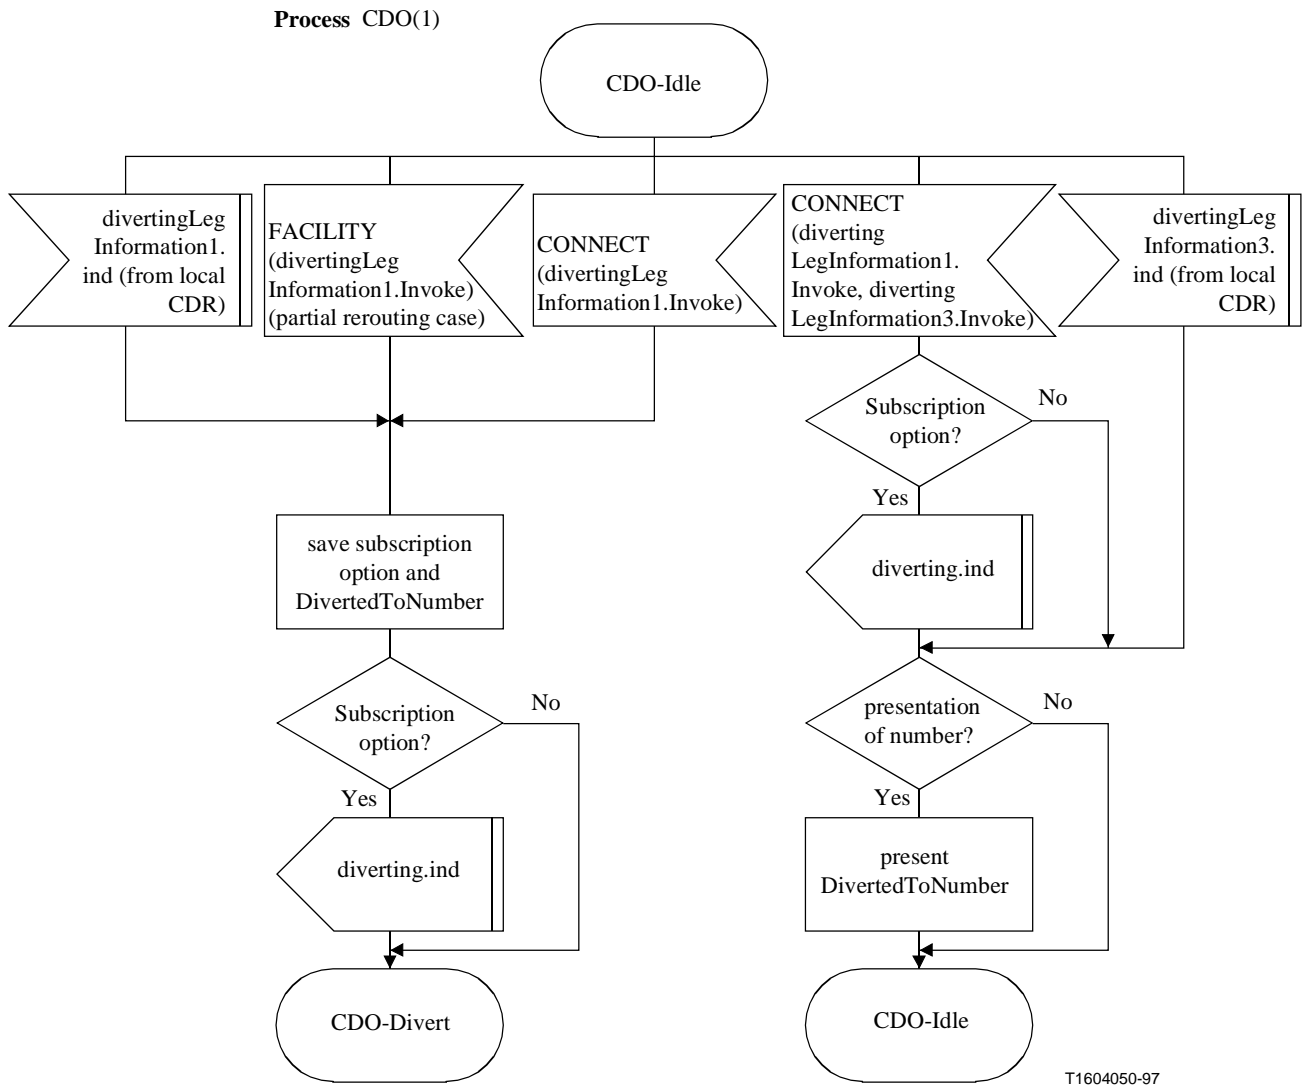 Process CDO(1)
CDO-Idle
divertingLeg
Information1.
ind (from local
CDR)
FACILITY
(divertingLeg
Information1.Invoke)
(partial rerouting case)
CONNECT
(divertingLeg
Information1.Invoke)
CONNECT
(diverting
LegInformation1.
Invoke, diverting
LegInformation3.Invoke)
divertingLeg
Information3.
ind (from local
CDR)
Subscription
option?
No
Yes
save subscription
option and
DivertedToNumber
diverting.ind
Subscription
option?
No
Yes
presentation
of number?
No
Yes
diverting.ind
present
DivertedToNumber
CDO-Divert
CDO-Idle
T1604050-97